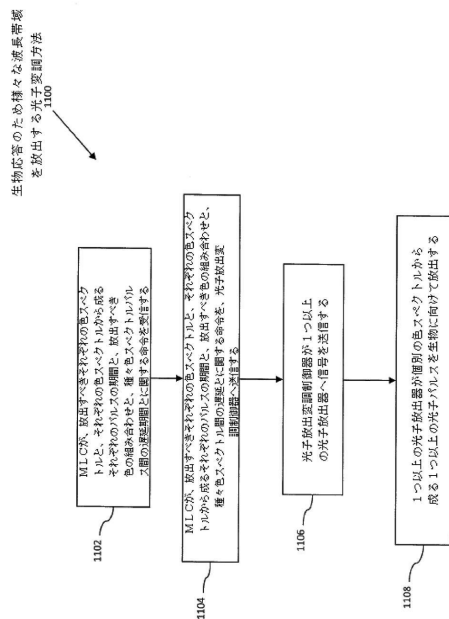 生物応答のため様々な波長帯域
を放出する光子変調方法
1100
MLCが、放出すべきそれぞれの色スペク
トルと、それぞれの色スペクトルから成る
それぞれのパルスの期間と、放出すべき
色の組み合わせと、種々色スペクトルパル
ス間の遅延期間とに関する命令を受信する
1102
MLCが、放出すべきそれぞれの色スペクトルと、それぞれの色スペク
トルから成るそれぞれのパルスの期間と、放出すべき色の組み合わせと、
種々色スペクトル間の遅延とに関する命令を、光子放出変
調制御器へ送信する
1104
光子放出変調制御器が1つ以上
の光子放出器へ信号を送信する
1106
1つ以上の光子放出器が個別の色スペクトルから
成る1つ以上の光子パルスを生物に向けて放出する
1108